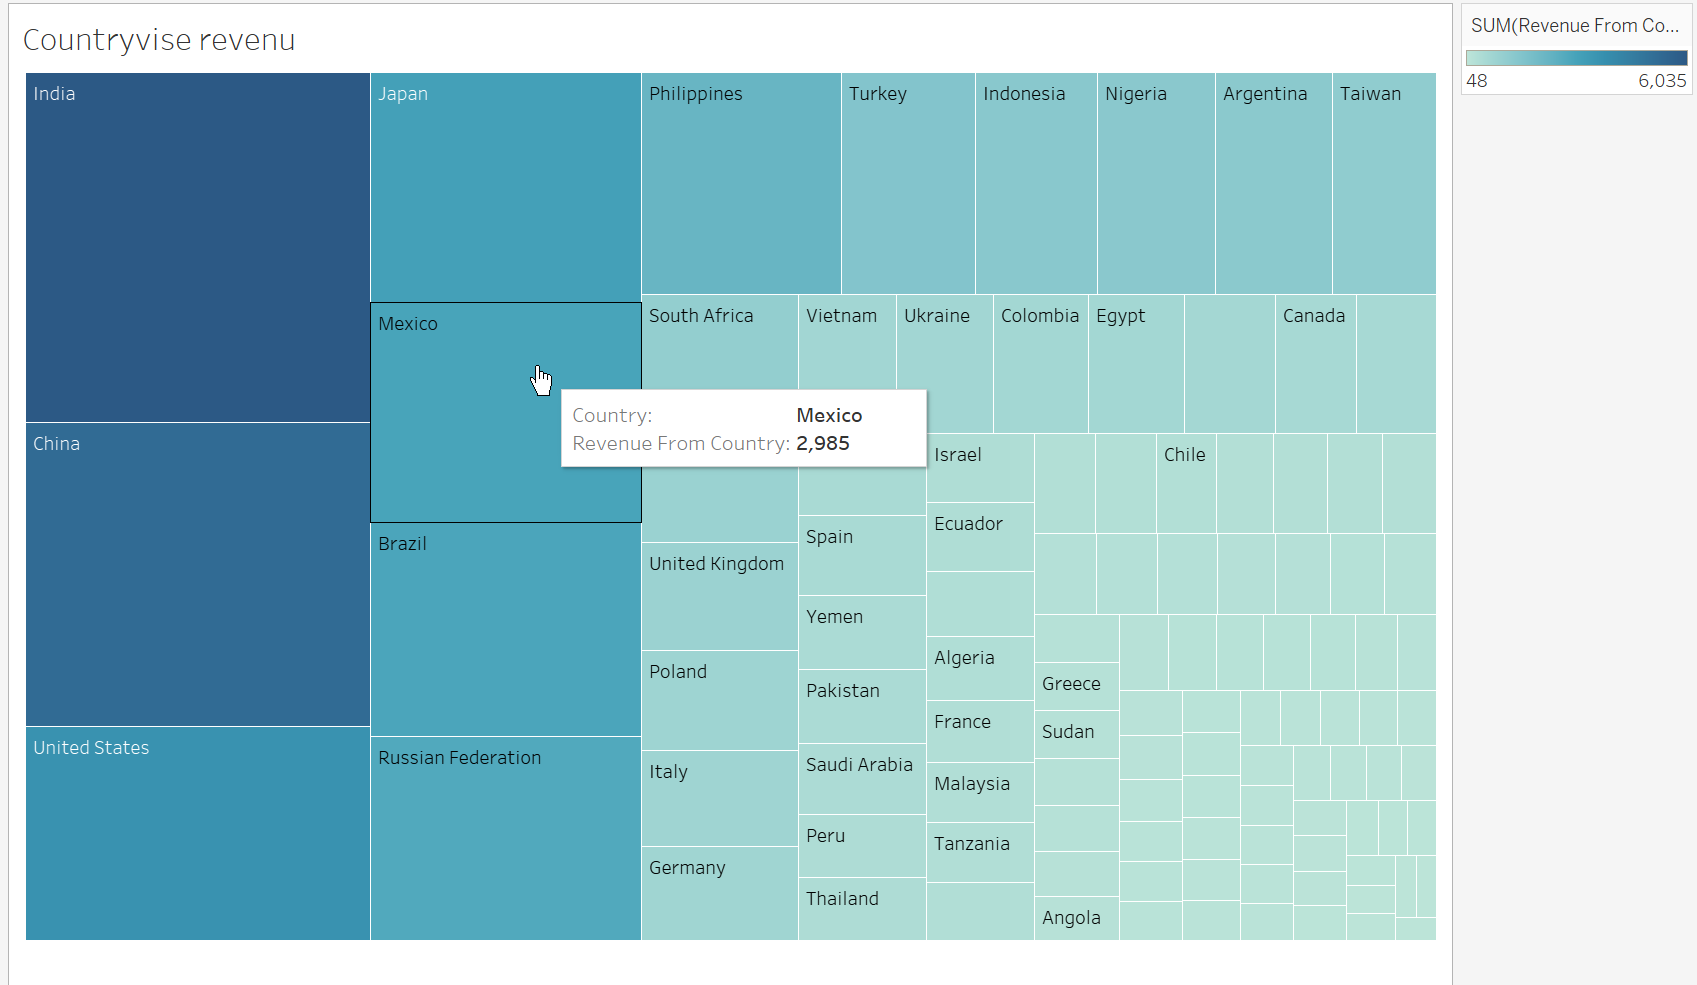 Countryvise revenu
SUM(Revenue From Co...
48 6,035
India
Japan
Philippines
Turkey
Indonesia
Nigeria
Argentina
Taiwan
Mexico
South Africa
Vietnam
Ukraine
Colombia
Egypt
Canada
Country: Mexico
Revenue From Country: 2,985
China
Israel
Chile
Ecuador
Spain
Brazil
United Kingdom
Yemen
Algeria
Poland
Pakistan
Greece
France
Sudan
United States
Russian Federation
Italy
Saudi Arabia
Malaysia
Peru
Tanzania
Germany
Thailand
Angola